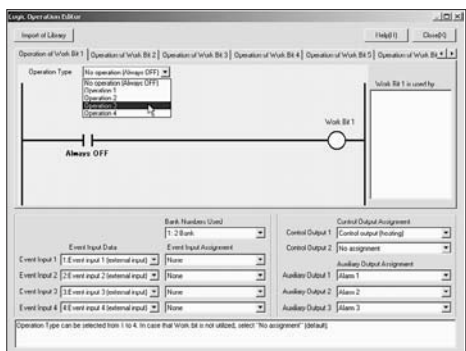 Logic Operation Editor
Import of Library
Help(H)
Close(X)
Operation of Work Bit 1
Operation of Work Bit 2
Operation of Work Bit 3
Operation of Work Bit 4
Operation of Work Bit 5
Operation of Work Bit
Operation Type
No operation (Always OFF)
No operation (Always OFF)
Operation 1
Operation 2
Operation 3
Operation 4
Work Bit 1 is used by
Work Bit 1
Always OFF
Bank Numbers Used
1: 2 Bank
Event Input Data
Event Input Assignment
Event Input 1
1:Event input 1 (external input)
None
Event Input 2
2:Event input 2 (external input)
None
Event Input 3
3:Event input 3 (external input)
None
Event Input 4
4:Event input 4 (external input)
None
Control Output Assignment
Control Output 1
Control output (heating)
Control Output 2
No assignment
Auxiliary Output Assignment
Auxiliary Output 1
Alarm 1
Auxiliary Output 2
Alarm 2
Auxiliary Output 3
Alarm 3
Operation Type can be selected from 1 to 4. In case that Work bit is not utilized, select "No assignment" (default).